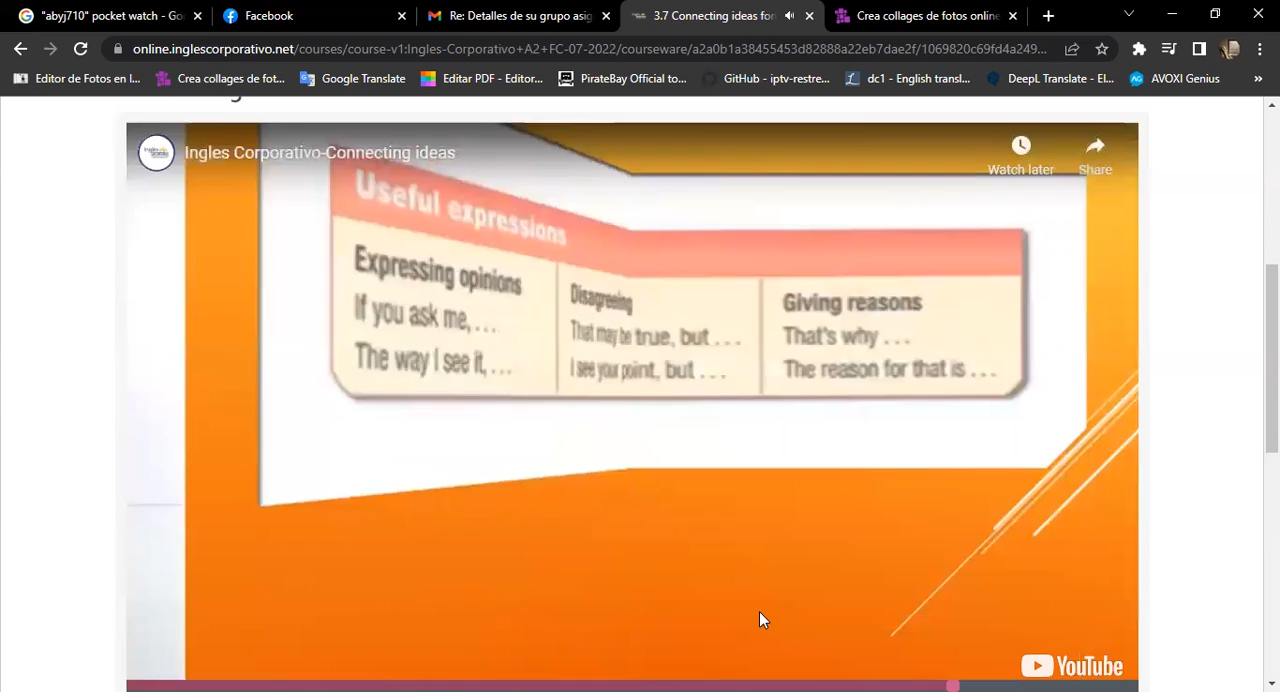 "abyj710" pocket watch - Go
Facebook
Re: Detalles de su grupo asig
3.7 Connecting ideas for
Crea collages de fotos online
online.inglescorporativo.net/courses/course-v1:Ingles-Corporativo+A2+FC-07-2022/courseware/a2a0b1a38455453d82888a22eb7dae2f/1069820c69fd4a249...
Editor de Fotos en l...
Crea collages de fot...
Google Translate
Editar PDF - Editor...
PirateBay Official to...
GitHub - iptv-restre...
dc1 - English transl...
DeepL Translate - El...
AVOXI Genius
»
Ingles Corporativo-Connecting ideas
Watch later
Share
Useful expressions
Expressing opinions
If you ask me, ...
The way I see it, ...
Disagreeing
That may be true, but ...
I see your point, but ...
Giving reasons
That's why ...
The reason for that is ...
YouTube